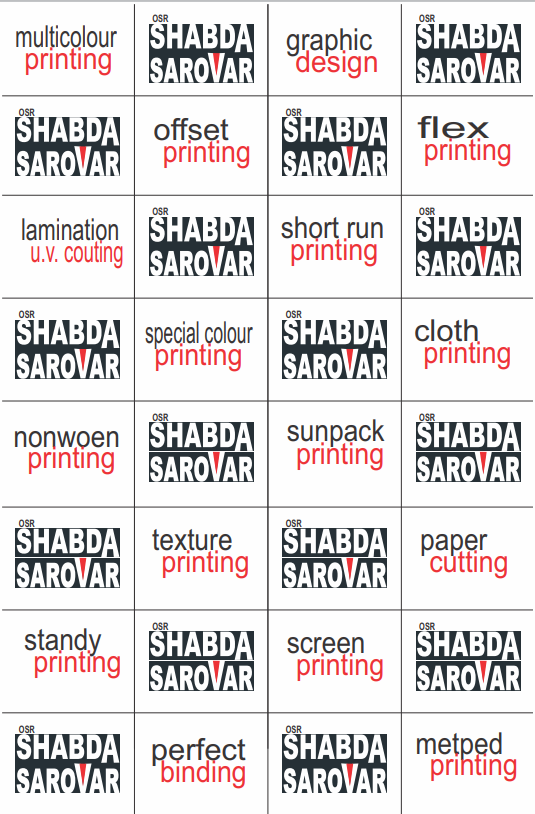 multicolour
printing
OSR
SHABDA
SAROVAR
graphic
design
OSR
SHABDA
SAROVAR
OSR
SHABDA
SAROVAR
offset
printing
OSR
SHABDA
SAROVAR
flex
printing
lamination
u.v. couting
OSR
SHABDA
SAROVAR
short run
printing
OSR
SHABDA
SAROVAR
OSR
SHABDA
SAROVAR
special colour
printing
OSR
SHABDA
SAROVAR
cloth
printing
nonwoen
printing
OSR
SHABDA
SAROVAR
sunpack
printing
OSR
SHABDA
SAROVAR
OSR
SHABDA
SAROVAR
texture
printing
OSR
SHABDA
SAROVAR
paper
cutting
standy
printing
OSR
SHABDA
SAROVAR
screen
printing
OSR
SHABDA
SAROVAR
OSR
SHABDA
SAROVAR
perfect
binding
OSR
SHABDA
SAROVAR
metped
printing